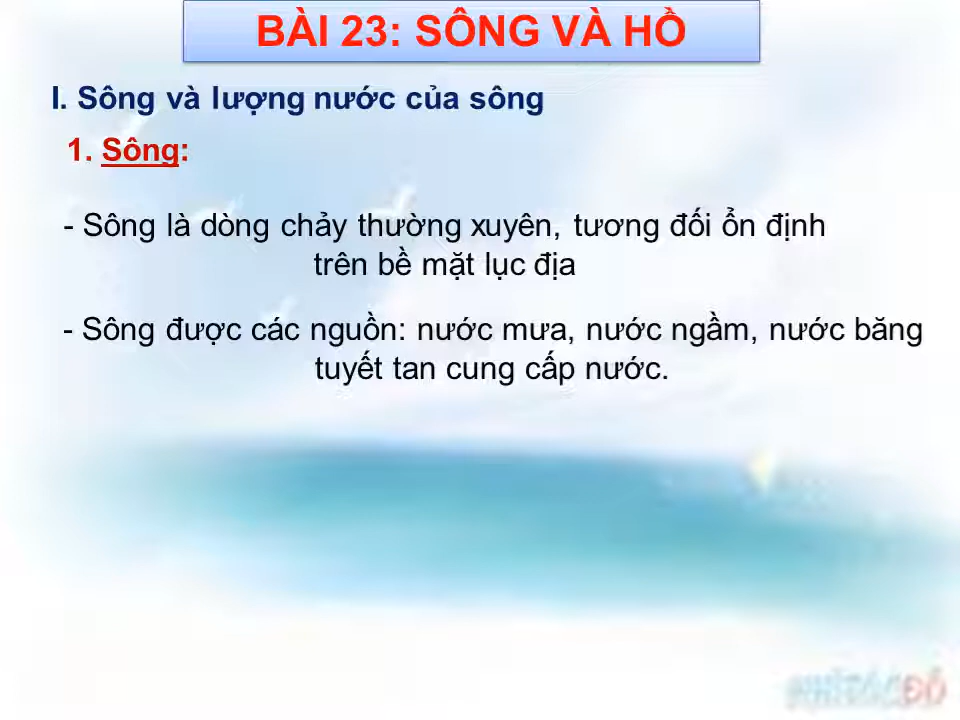 BÀI 23: SÔNG VÀ HỒ
I. Sông và lượng nước của sông
1. Sông:
- Sông là dòng chảy thường xuyên, tương đối ổn định
trên bề mặt lục địa
- Sông được các nguồn: nước mưa, nước ngầm, nước băng
tuyết tan cung cấp nước.